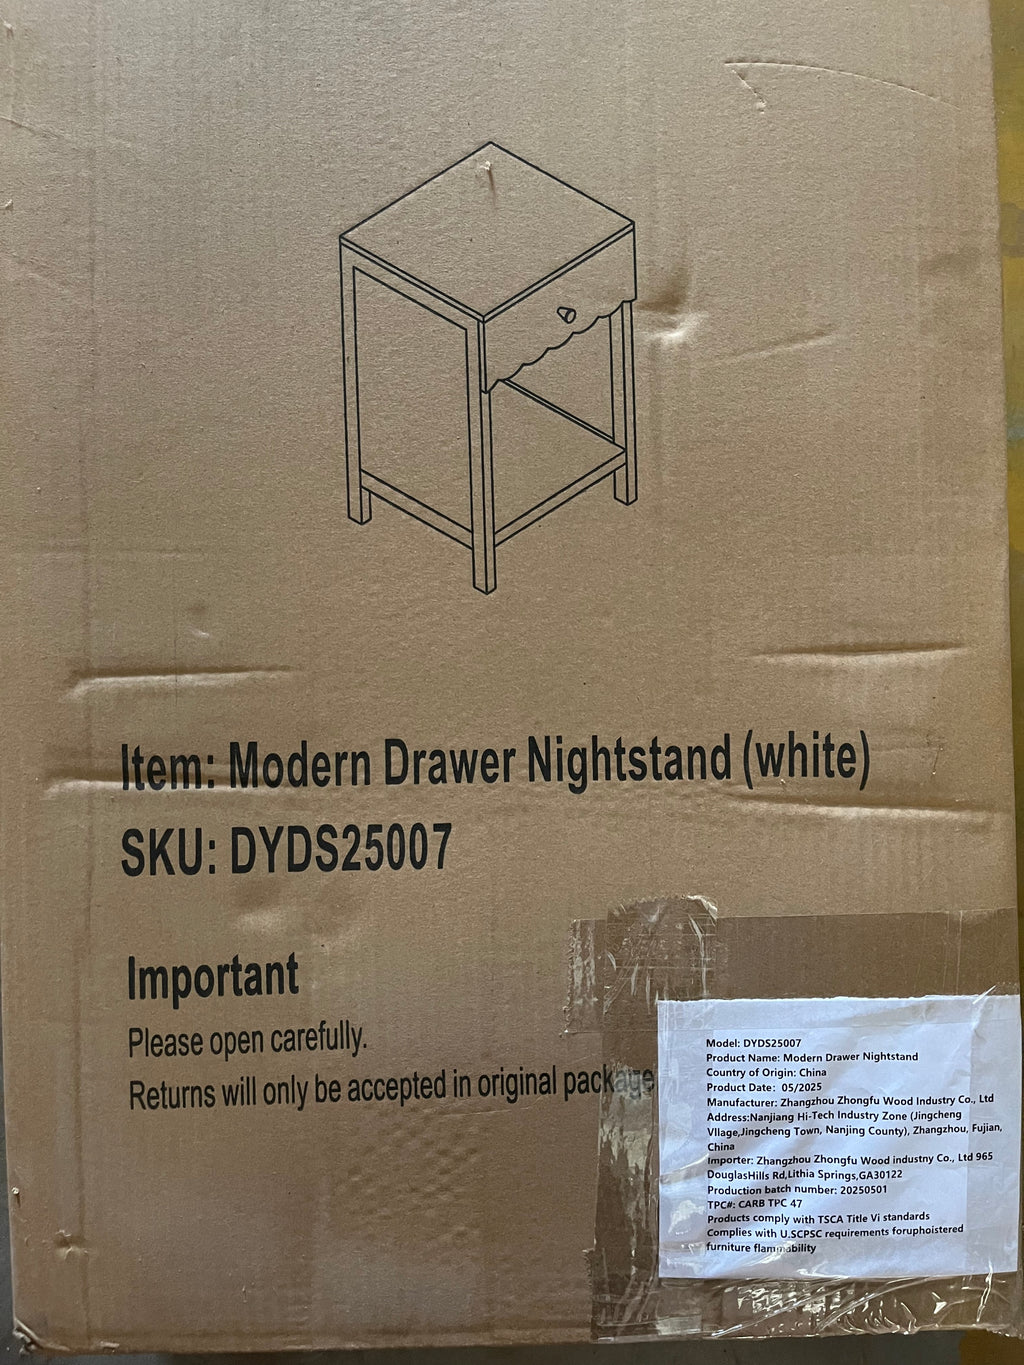 Item: Modern Drawer Nightstand (white)
SKU: DYDS25007
Important
Please open carefully.
Returns will only be accepted in original package
Model: DYDS25007
Product Name: Modern Drawer Nightstand
Country of Origin: China
Product Date: 05/2025
Manufacturer: Zhangzhou Zhongfu Wood Industry Co., Ltd
Address:Nanjiang Hi-Tech Industry Zone (Jingcheng
Vllage,Jingcheng Town, Nanjing County), Zhangzhou, Fujian,
China
Importer: Zhangzhou Zhongfu Wood industny Co., Ltd 965
DouglasHills Rd,Lithia Springs,GA30122
Production batch number: 20250501
TPC#: CARB TPC 47
Products comply with TSCA Title Vi standards
Complies with U.SCPSC requirements foruphoistered
furniture flammability